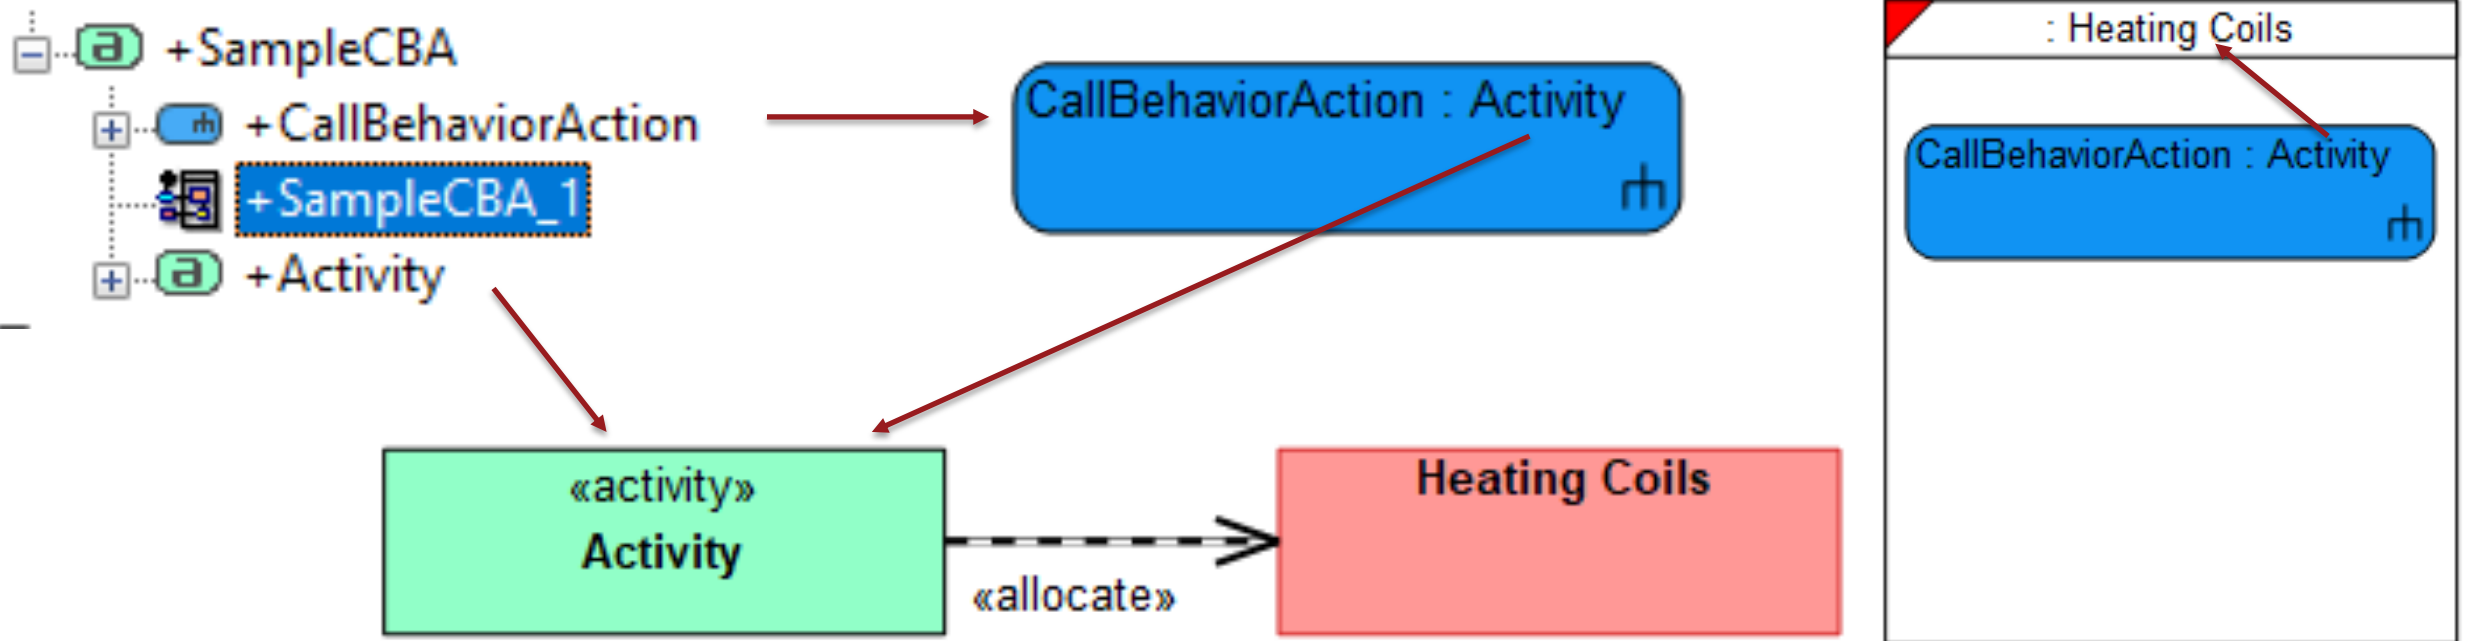 +SampleCBA
+CallBehaviorAction
+SampleCBA_1
+Activity
CallBehaviorAction : Activity
: Heating Coils
CallBehaviorAction : Activity
«activity»
Activity
«allocate»
Heating Coils